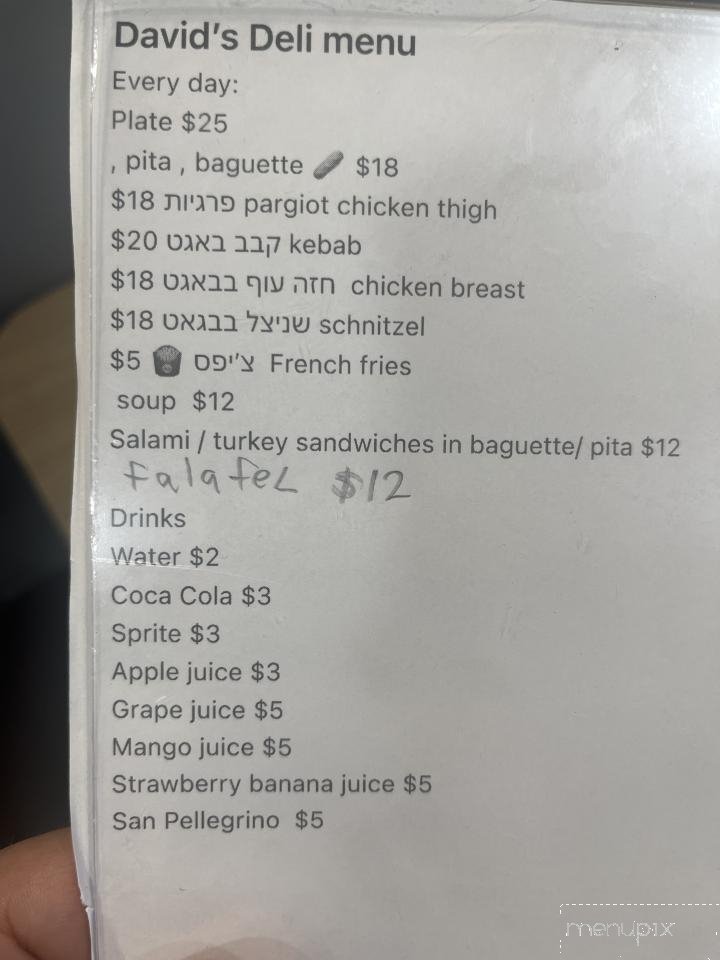 David's Deli menu
Every day:
Plate $25
, pita , baguette 🥖 $18
$18 פרגיות pargiot chicken thigh
$20 קבב באגט kebab
$18 חזה עוף בבאגט chicken breast
$18 שניצל בבגאט schnitzel
$5 🍟 צ'יפס French fries
soup $12
Salami / turkey sandwiches in baguette/ pita $12
falafel $12
Drinks
Water $2
Coca Cola $3
Sprite $3
Apple juice $3
Grape juice $5
Mango juice $5
Strawberry banana juice $5
San Pellegrino $5
menupix